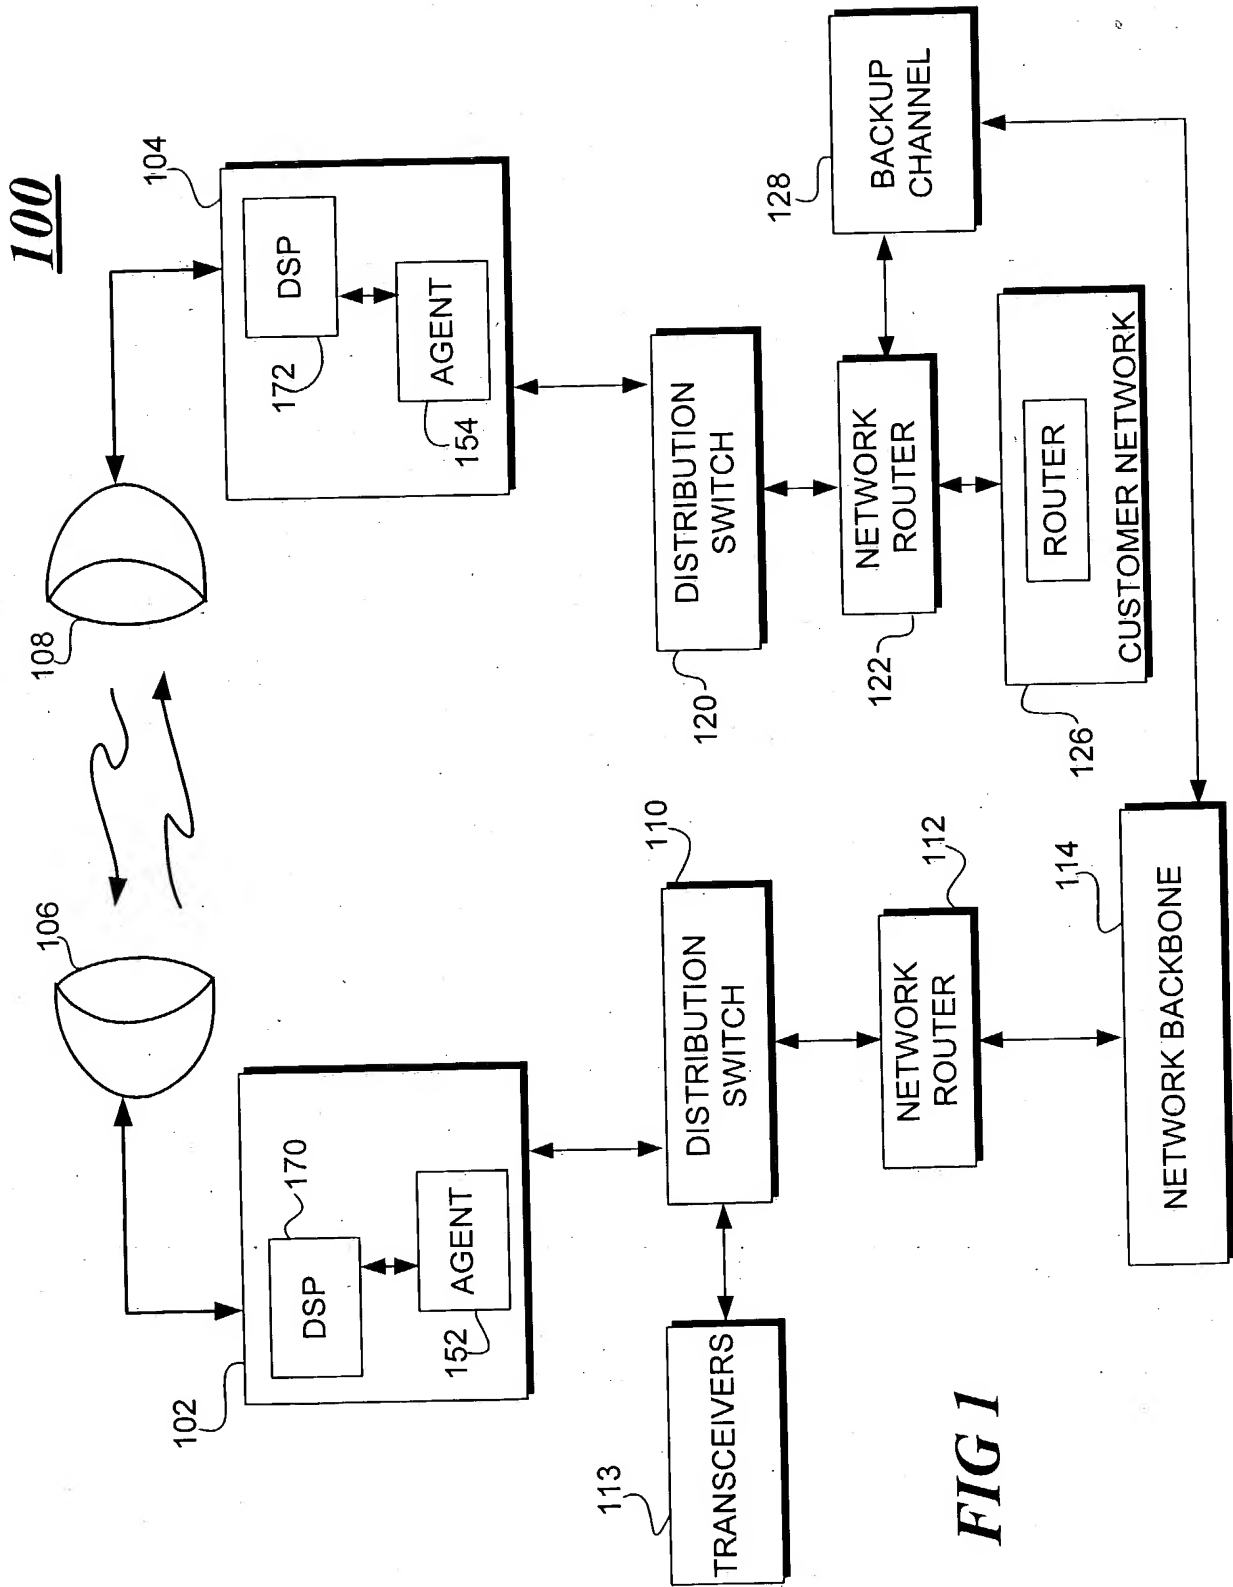 100
106
108
102
DSP
170
AGENT
152
104
DSP
172
AGENT
154
113
TRANSCEIVERS
110
DISTRIBUTION
SWITCH
120
DISTRIBUTION
SWITCH
112
NETWORK
ROUTER
122
NETWORK
ROUTER
128
BACKUP
CHANNEL
114
NETWORK BACKBONE
126
ROUTER
CUSTOMER NETWORK
FIG 1